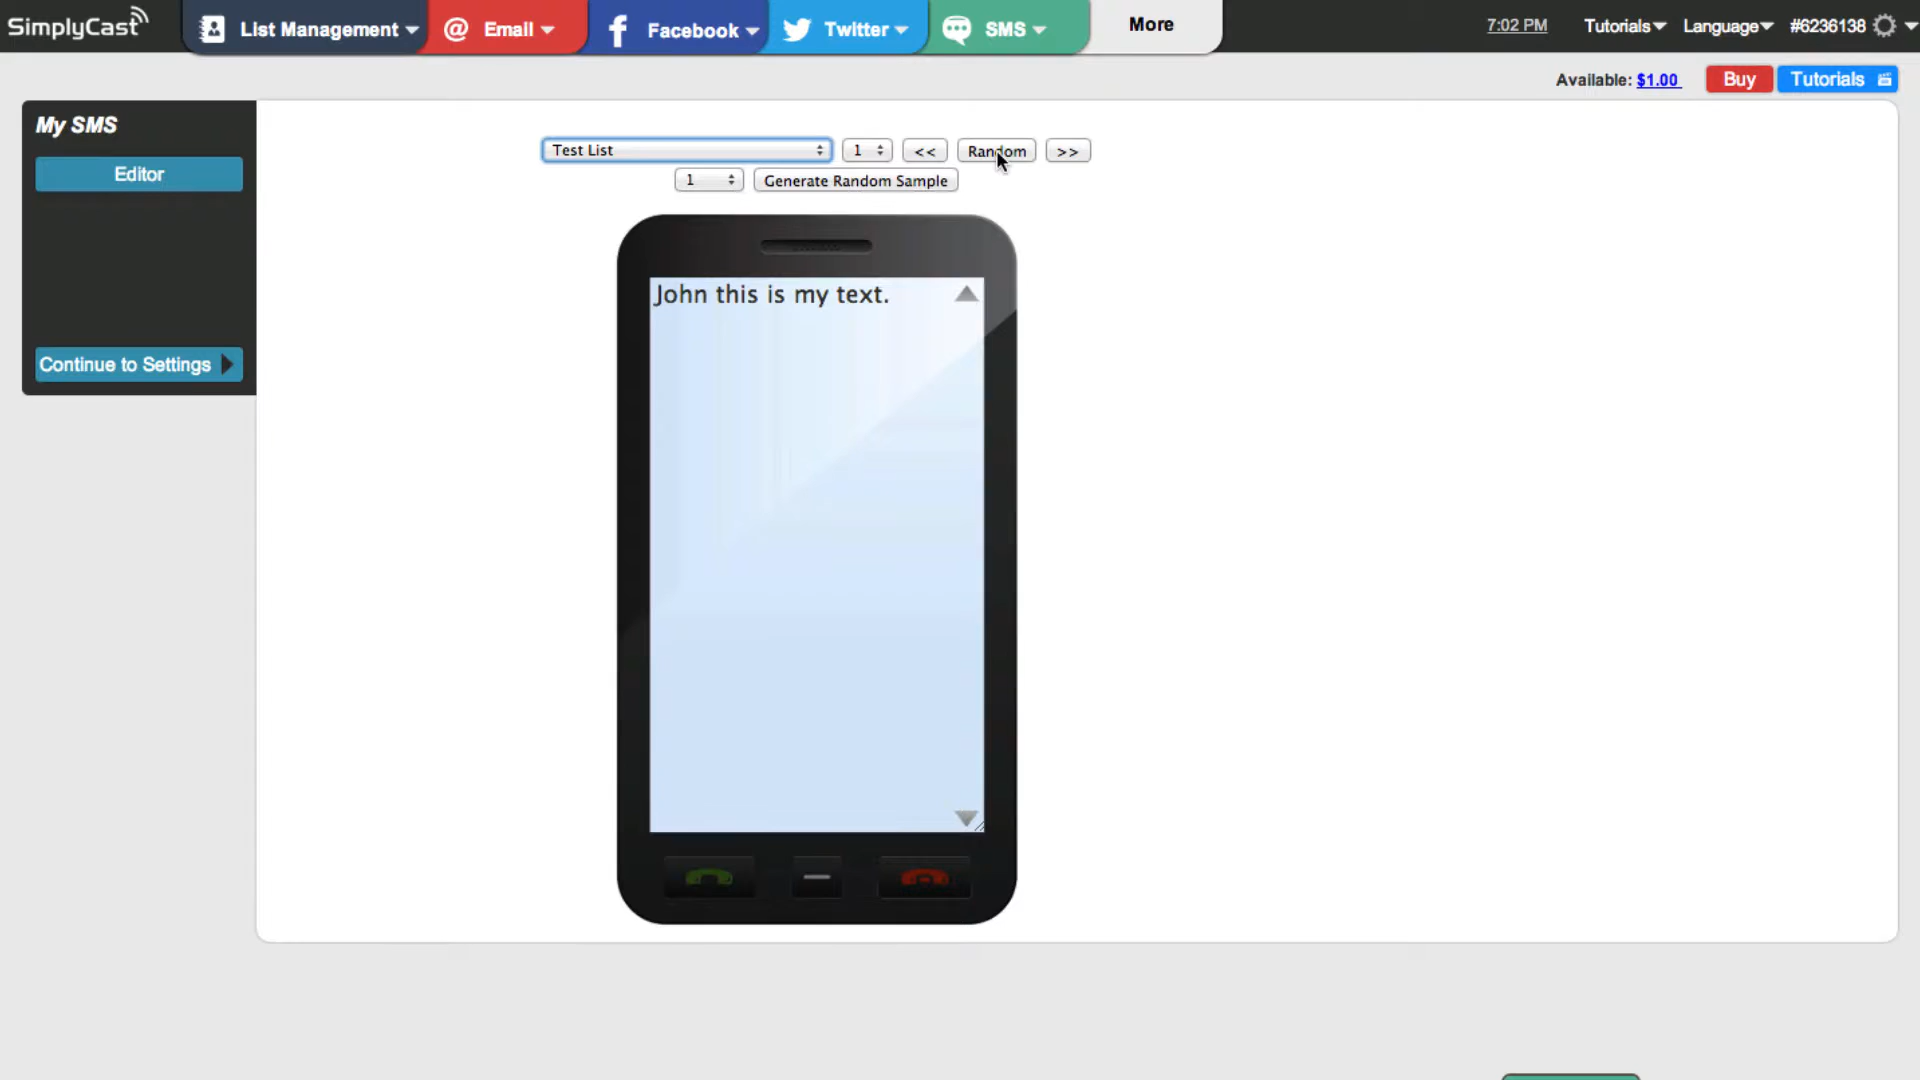 SimplyCast
List Management
@ Email
f Facebook
Twitter
SMS
More
7:02 PM
Tutorials
Language
#6236138
Available: $1.00
Buy
Tutorials
My SMS
Editor
Continue to Settings
Test List
1
<<
Random
>>
1
Generate Random Sample
John this is my text.